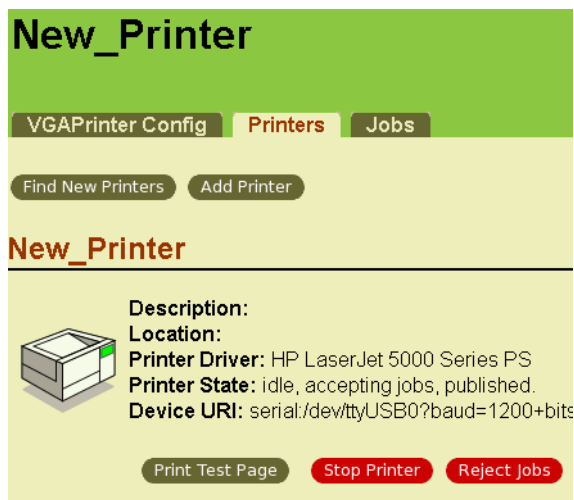 New_Printer
VGAPrinter Config Printers Jobs
Find New Printers Add Printer
New_Printer
Description:
Location:
Printer Driver: HP LaserJet 5000 Series PS
Printer State: idle, accepting jobs, published.
Device URI: serial:/dev/ttyUSB0?baud=1200+bits
Print Test Page Stop Printer Reject Jobs